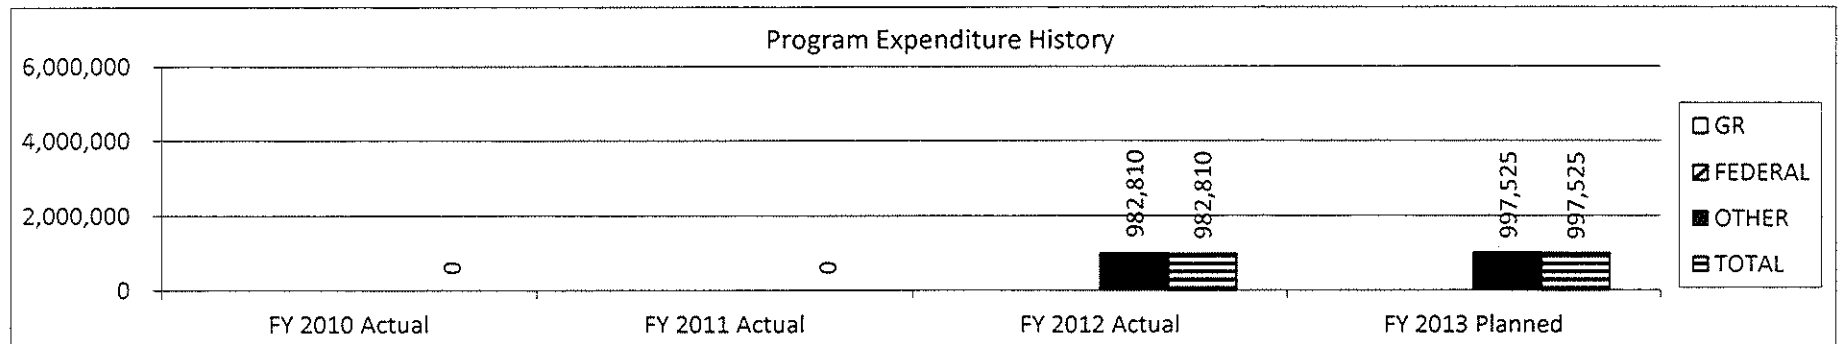 Program Expenditure History
6,000,000
4,000,000
2,000,000
0
0
0
982,810
982,810
997,525
997,525
FY 2010 Actual
FY 2011 Actual
FY 2012 Actual
FY 2013 Planned
GR
FEDERAL
OTHER
TOTAL